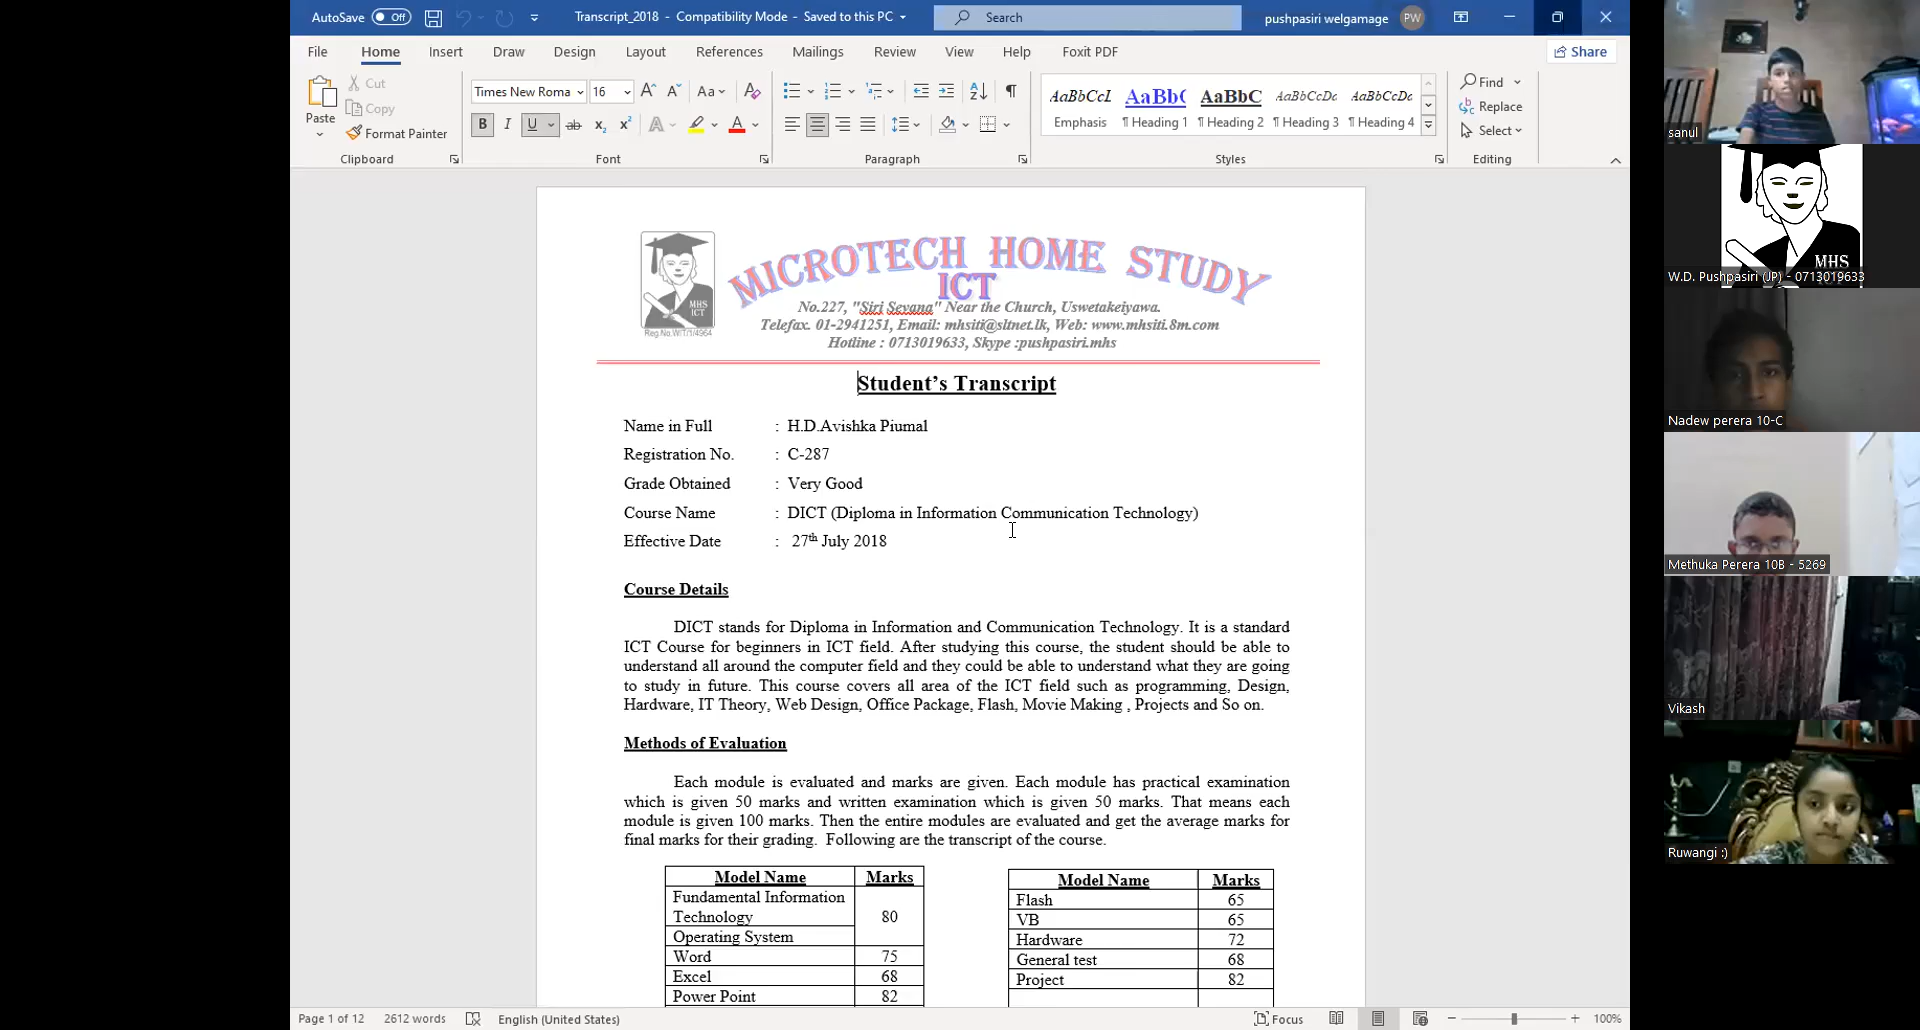 AutoSave Off
Transcript_2018 - Compatibility Mode - Saved to this PC
Search
pushpasiri welgamage PW
File Home Insert Draw Design Layout References Mailings Review View Help Foxit PDF
Share
Paste
Cut
Copy
Format Painter
Clipboard
Times New Roma 16
Font
Paragraph
AaBbCcL AaBbC AaBbC AaBbCcDc AaBbCcDc
Emphasis ¶ Heading 1 ¶ Heading 2 ¶ Heading 3 ¶ Heading 4
Styles
Find
Replace
Select
Editing
MHS
ICT
Reg.No.W/T/1/4964
MICROTECH HOME STUDY
ICT
No.227, "Siri Sevana" Near the Church, Uswetakeiyawa.
Telefax. 01-2941251, Email: mhsiti@sltnet.lk, Web: www.mhsiti.8m.com
Hotline : 0713019633, Skype :pushpasiri.mhs
Student’s Transcript
Name in Full : H.D.Avishka Piumal
Registration No. : C-287
Grade Obtained : Very Good
Course Name : DICT (Diploma in Information Communication Technology)
Effective Date : 27th July 2018
Course Details
DICT stands for Diploma in Information and Communication Technology. It is a standard
ICT Course for beginners in ICT field. After studying this course, the student should be able to
understand all around the computer field and they could be able to understand what they are going
to study in future. This course covers all area of the ICT field such as programming, Design,
Hardware, IT Theory, Web Design, Office Package, Flash, Movie Making , Projects and So on.
Methods of Evaluation
Each module is evaluated and marks are given. Each module has practical examination
which is given 50 marks and written examination which is given 50 marks. That means each
module is given 100 marks. Then the entire modules are evaluated and get the average marks for
final marks for their grading. Following are the transcript of the course.
Model Name Marks
Fundamental Information
Technology 80
Operating System
Word 75
Excel 68
Power Point 82
Model Name Marks
Flash 65
VB 65
Hardware 72
General test 68
Project 82
Page 1 of 12 2612 words English (United States)
Focus
100%
sanul
MHS
W.D. Pushpasiri (JP) - 0713019633
Nadew perera 10-C
Methuka Perera 10B - 5269
Vikash
Ruwangi :)